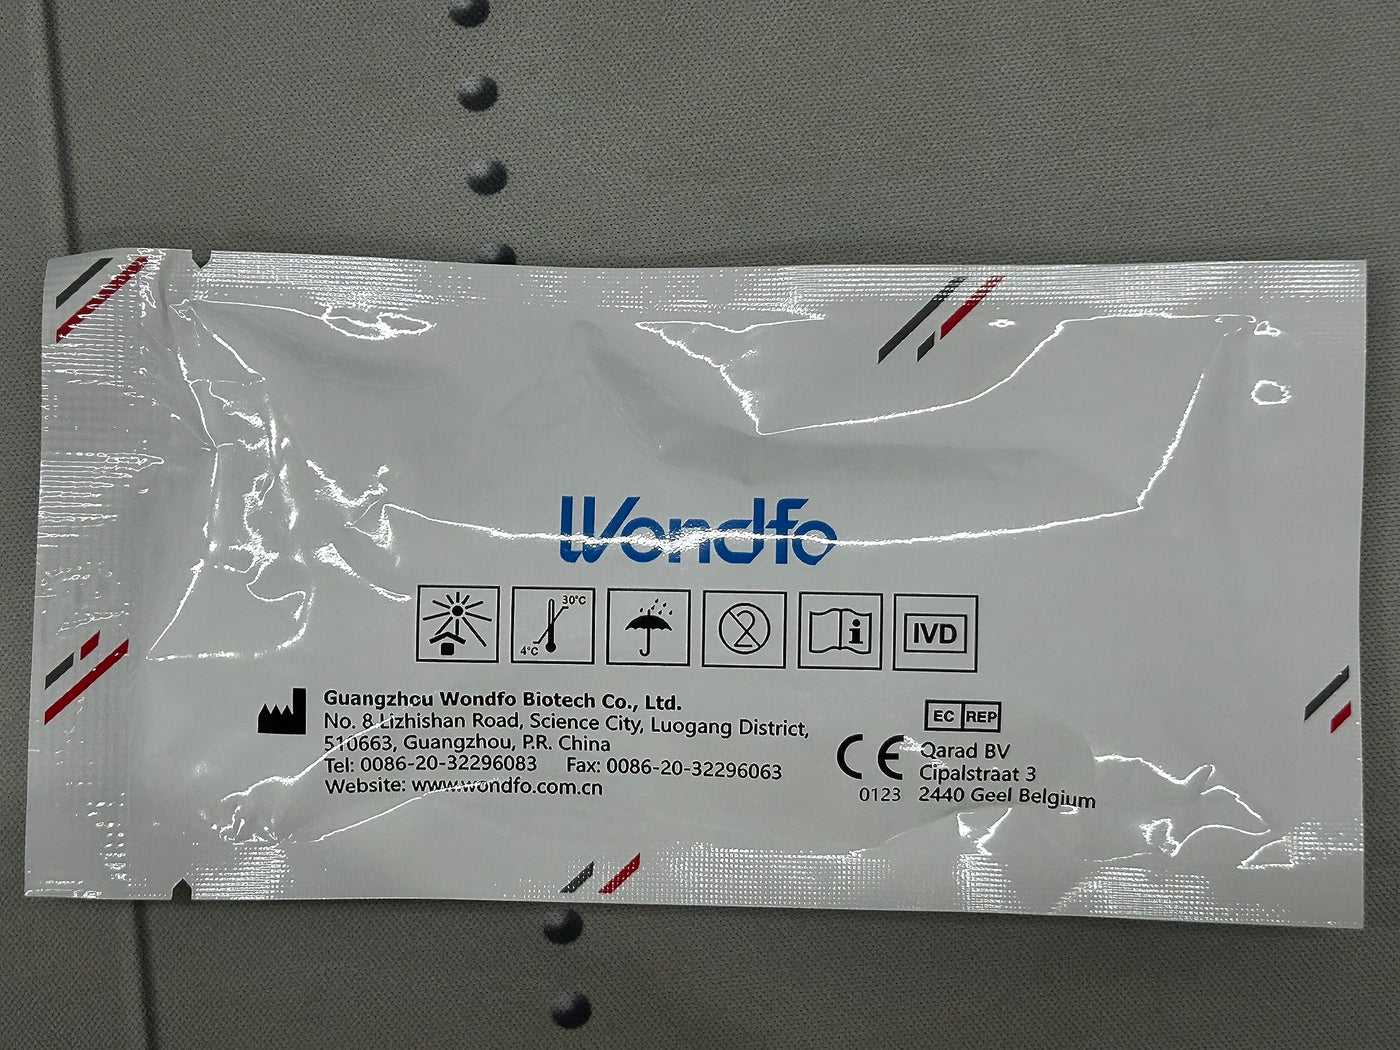 Wondfo
30°C
4°C
2
i
IVD
Guangzhou Wondfo Biotech Co., Ltd.
No. 8 Lizhishan Road, Science City, Luogang District,
510663, Guangzhou, P.R. China
Tel: 0086-20-32296083 Fax: 0086-20-32296063
Website: www.wondfo.com.cn
EC REP
CE
0123
Qarad BV
Cipalstraat 3
2440 Geel Belgium